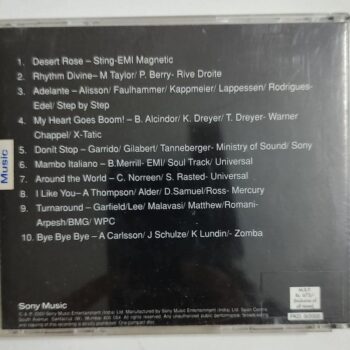 1. Desert Rose – Sting-EMI Magnetic
2. Rhythm Divine– M Taylor/ P. Berry- Rive Droite
3. Adelante – Alisson/ Faulhammer/ Kappmeier/ Lappessen/ Rodrigues-
Edel/ Step by Step
4. My Heart Goes Boom! – B. Alcindor/ K. Dreyer/ T. Dreyer- Warner
Chappel/ X-Tatic
5. Donít Stop – Garrido/ Gilabert/ Tanneberger- Ministry of Sound/ Sony
6. Mambo Italiano – B.Merrill- EMI/ Soul Track/ Universal
7. Around the World – C. Norreen/ S. Rasted- Universal
8. I Like You– A Thompson/ Alder/ D.Samuel/Ross- Mercury
9. Turnaround – Garfield/Lee/ Malavasi/ Matthew/Romani-
Arpesh/BMG/ WPC
10. Bye Bye Bye – A Carlsson/ J Schulze/ K Lundin/- Zomba
Music
Sony Music
M.R.P.